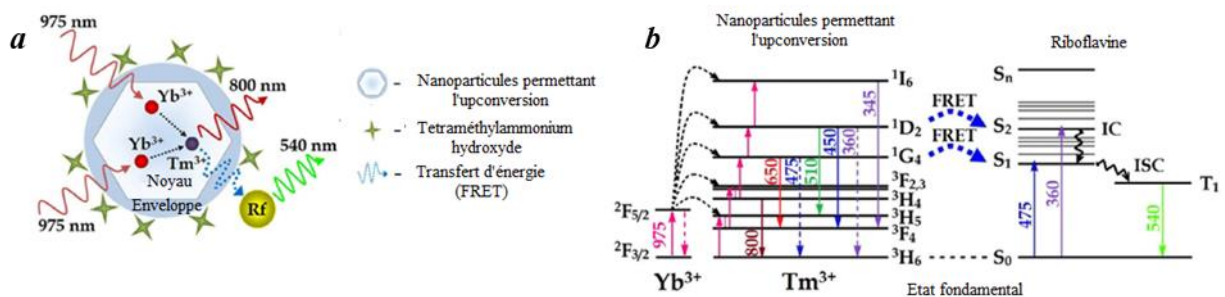 a
975 nm
Yb³⁺
800 nm
Yb³⁺
Tm³⁺
540 nm
Noyau
Enveloppe
Rf
975 nm
- Nanoparticules permettant
l'upconversion
- Tetraméthylammonium
hydroxyde
- Transfert d'énergie
(FRET)
b
Nanoparticules permettant
l'upconversion
Riboflavine
¹I₆
Sn
345
FRET
¹D₂
S₂
IC
FRET
450
360
¹G₄
S₁
ISC
650
475
510
³F₂,₃
T₁
³H₄
²F₅/₂
³H₅
975
800
³F₄
475
360
540
²F₃/₂
³H₆
S₀
Yb³⁺
Tm³⁺
Etat fondamental